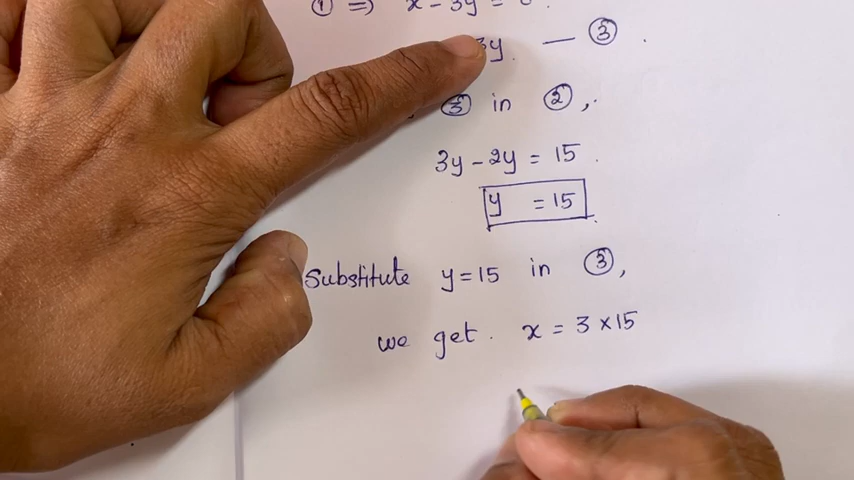 ① ⇒ x - 3y = 0.
3y. — ③.
③ in ②,
3y - 2y = 15.
y = 15
Substitute y = 15 in ③,
we get. x = 3 × 15